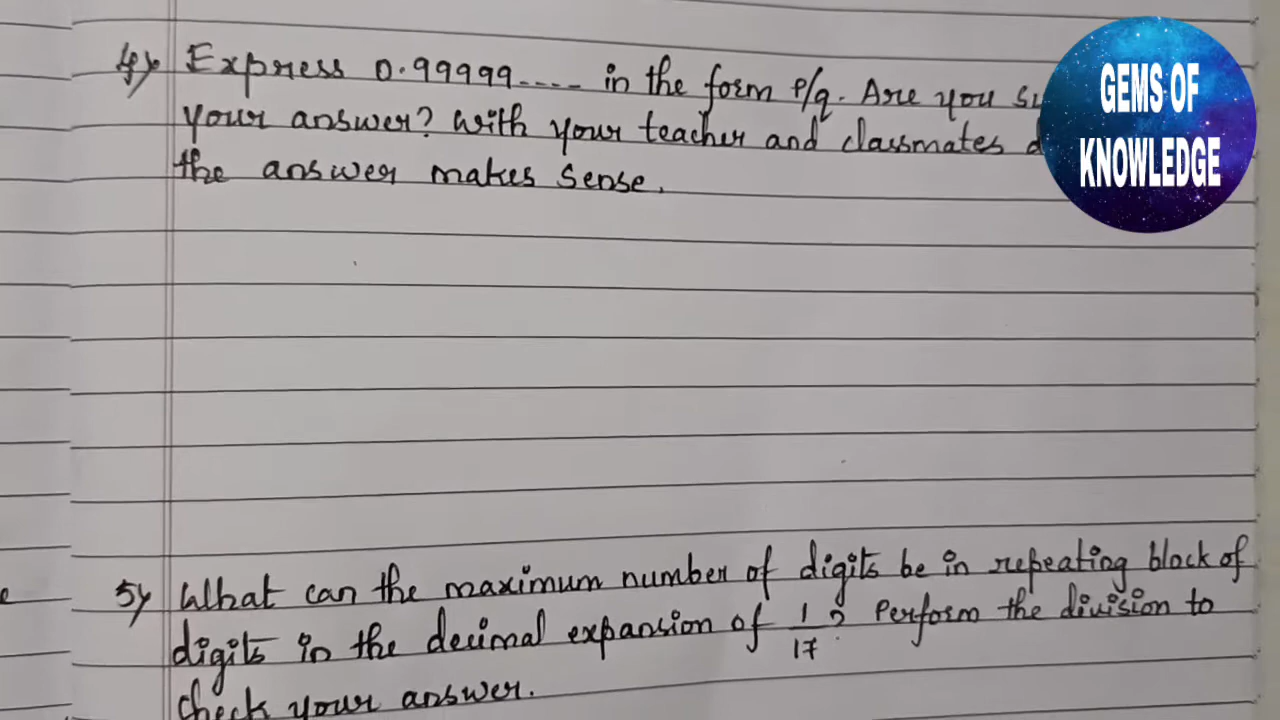 4) Express 0.99999.... in the form P/q. Are you
your answer? With your teacher and classmates
the answer makes sense.
GEMS OF
KNOWLEDGE
5) What can the maximum number of digits be in repeating block of
digits in the decimal expansion of 1/17? Perform the division to
check your answer.